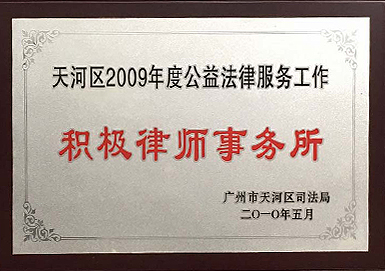 天河区2009年度公益法律服务工作
积极律师事务所
广州市天河区司法局
二〇一〇年五月